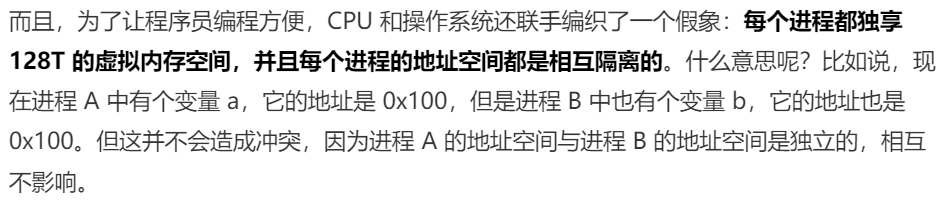 而且，为了让程序员编程方便，CPU 和操作系统还联手编织了一个假象：每个进程都独享
128T 的虚拟内存空间，并且每个进程的地址空间都是相互隔离的。什么意思呢？比如说，现
在进程 A 中有个变量 a，它的地址是 0x100，但是进程 B 中也有个变量 b，它的地址也是
0x100。但这并不会造成冲突，因为进程 A 的地址空间与进程 B 的地址空间是独立的，相互
不影响。